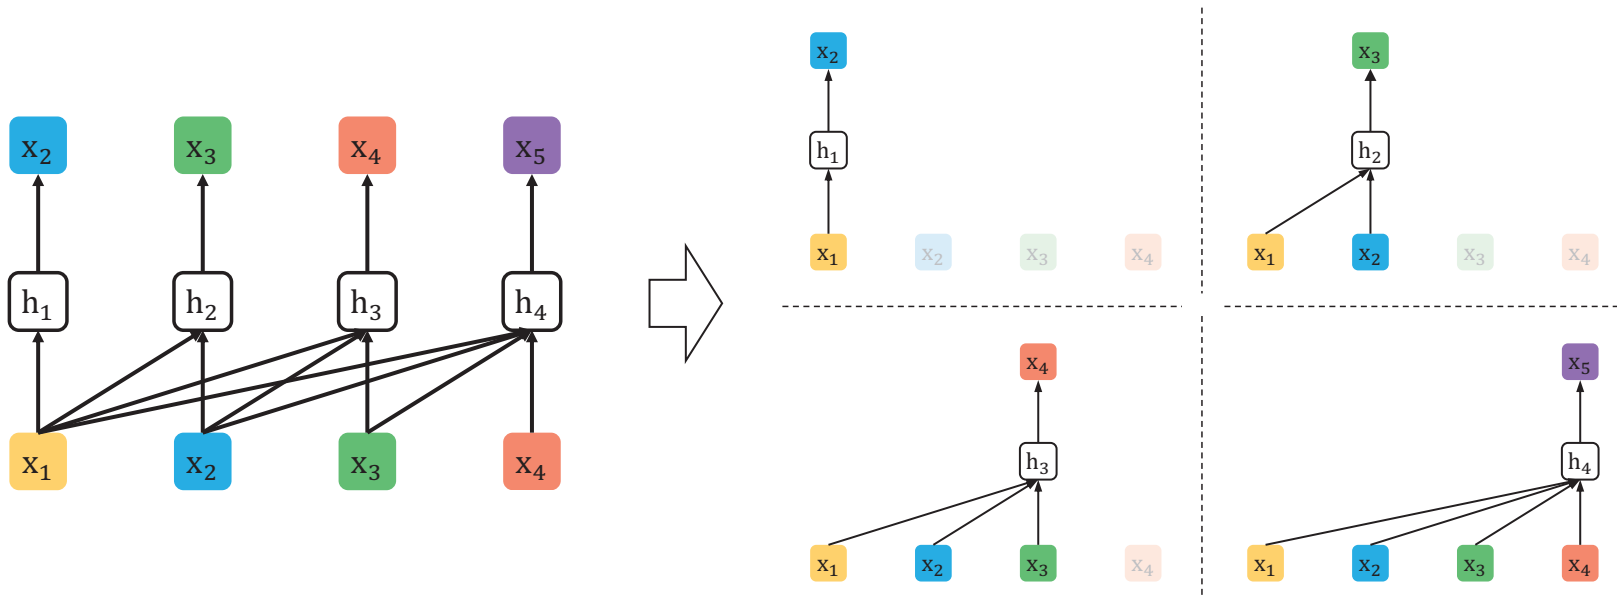 x₂ x₃ x₄ x₅
h₁ h₂ h₃ h₄
x₁ x₂ x₃ x₄
x₂
h₁
x₁ x₂ x₃ x₄
x₃
h₂
x₁ x₂ x₃ x₄
x₄
h₃
x₁ x₂ x₃ x₄
x₅
h₄
x₁ x₂ x₃ x₄